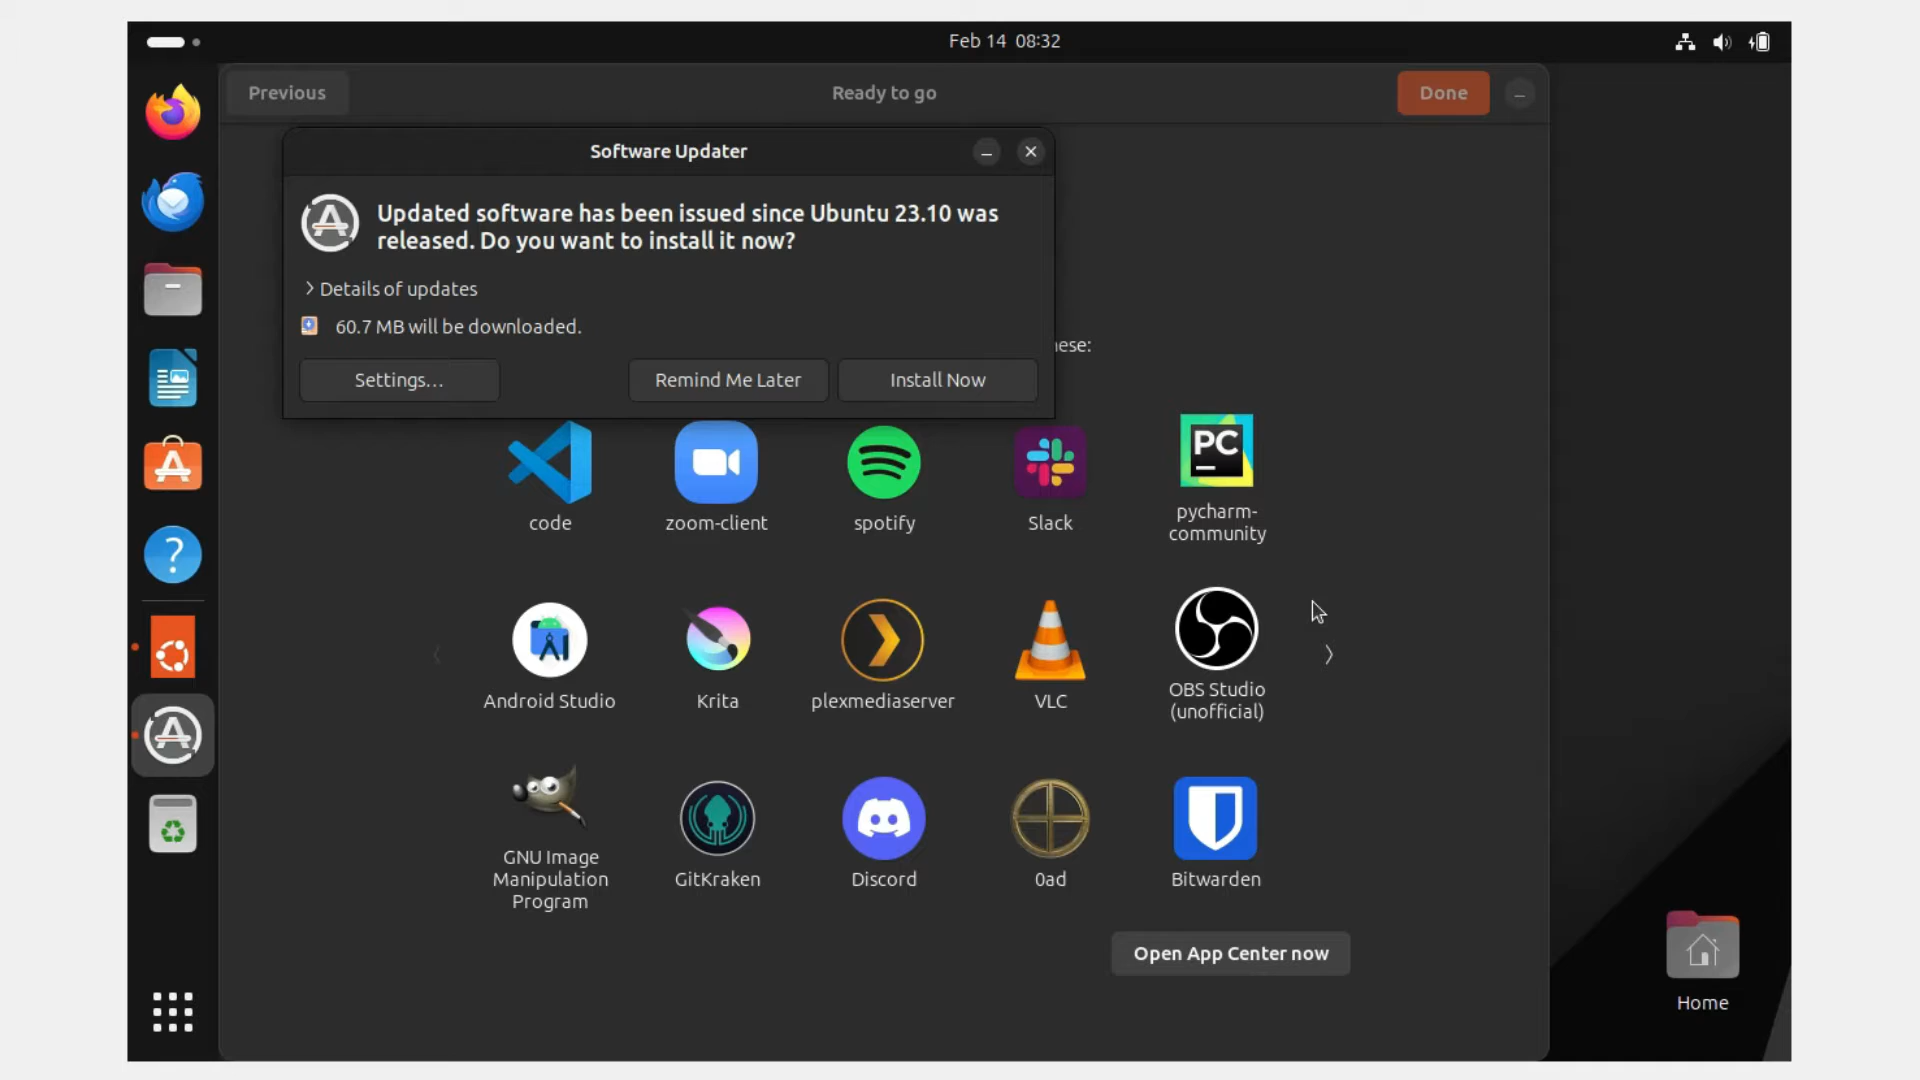 Feb 14 08:32
Previous
Ready to go
Done
Software Updater
Updated software has been issued since Ubuntu 23.10 was
released. Do you want to install it now?
Details of updates
60.7 MB will be downloaded.
Settings...
Remind Me Later
Install Now
PC
code
zoom-client
spotify
Slack
pycharm-
community
Android Studio
Krita
plexmediaserver
VLC
OBS Studio
(unofficial)
GNU Image
Manipulation
Program
GitKraken
Discord
0ad
Bitwarden
Open App Center now
Home